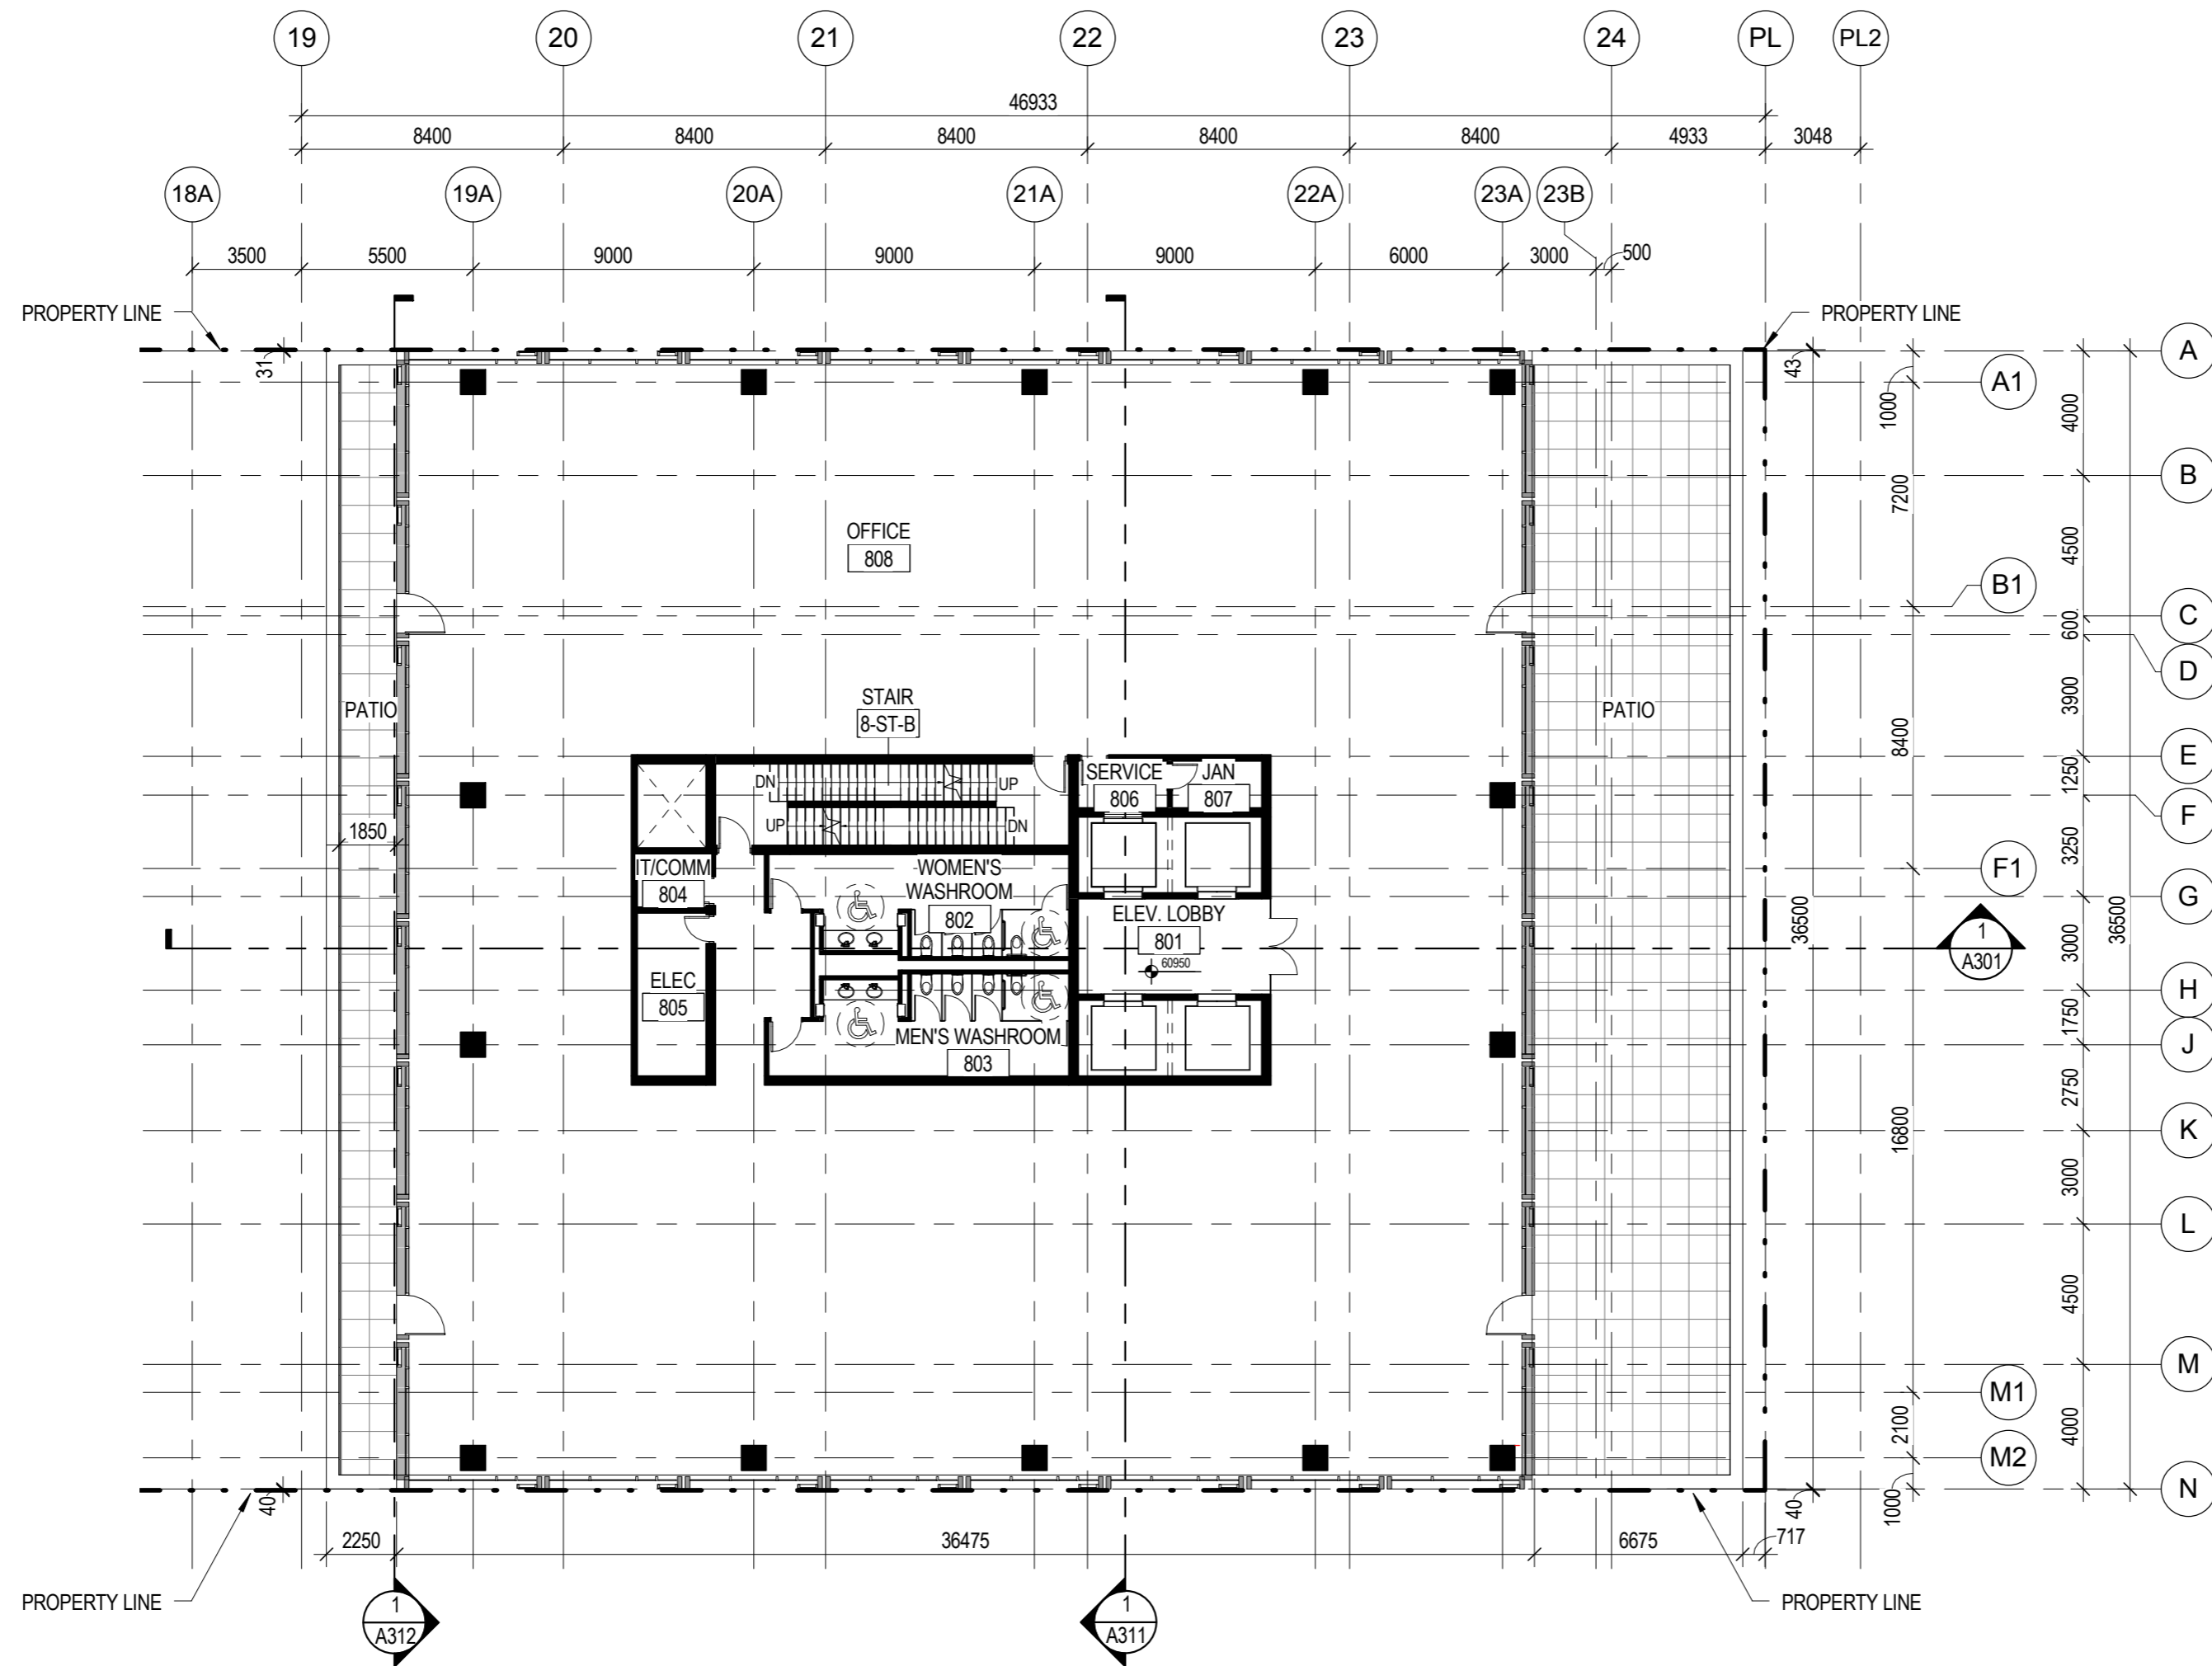 19 20 21 22 23 24 PL PL2
46933
8400 8400 8400 8400 8400 4933 3048
18A 19A 20A 21A 22A 23A 23B
3500 5500 9000 9000 9000 6000 3000 500
PROPERTY LINE PROPERTY LINE
31 43
A
A1
1000
4000
B
7200
4500
OFFICE
808
B1
C
600
D
STAIR
8-ST-B
3900
PATIO PATIO
8400
E
SERVICE JAN
806 807
DN UP
1250
F
UP DN
1850
3250
IT/COMM
804
WOMEN'S
WASHROOM
802
F1
G
ELEV. LOBBY
801
60950
36500 36500
3000
1
A301
ELEC
805
H
1750
MEN'S WASHROOM
803
J
2750
K
16800
3000
L
4500
M
M1
2100
4000
M2
1000
N
40 40
2250 36475 6675 717
PROPERTY LINE PROPERTY LINE
1
A312
1
A311